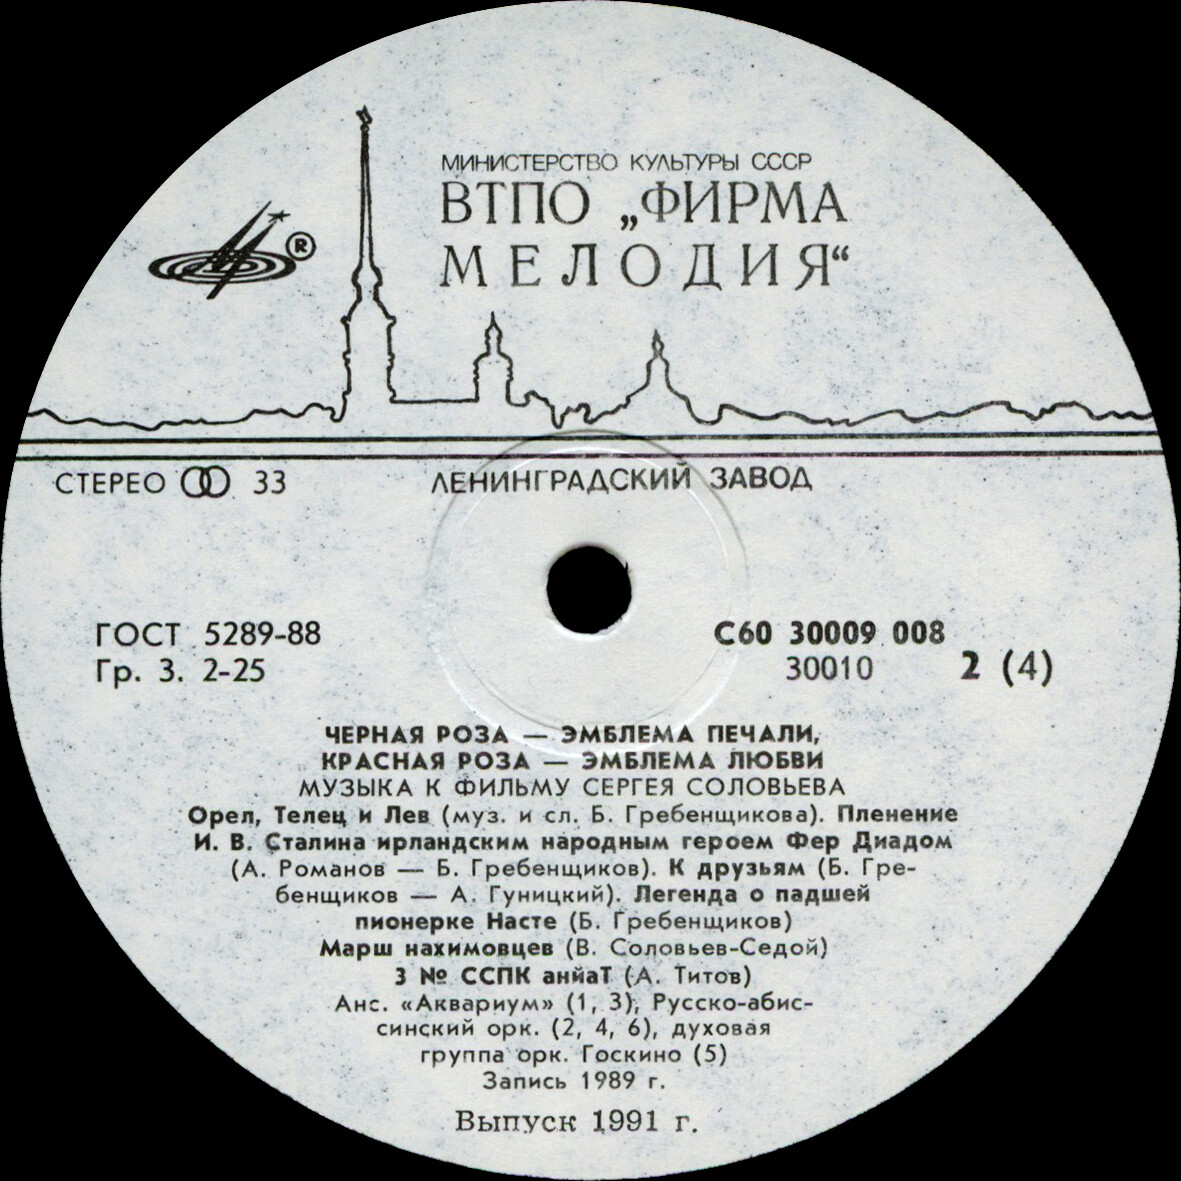 МИНИСТЕРСТВО КУЛЬТУРЫ СССР
ВТПО „ФИРМА
МЕЛОДИЯ“
®
СТЕРЕО 33
ЛЕНИНГРАДСКИЙ ЗАВОД
ГОСТ 5289-88
Гр. 3. 2-25
С60 30009 008
30010 2 (4)
ЧЕРНАЯ РОЗА — ЭМБЛЕМА ПЕЧАЛИ,
КРАСНАЯ РОЗА — ЭМБЛЕМА ЛЮБВИ
МУЗЫКА К ФИЛЬМУ СЕРГЕЯ СОЛОВЬЕВА
Орел, Телец и Лев (муз. и сл. Б. Гребенщикова). Пленение
И. В. Сталина ирландским народным героем Фер Диадом
(А. Романов — Б. Гребенщиков). К друзьям (Б. Гре-
бенщиков — А. Гуницкий). Легенда о падшей
пионерке Насте (Б. Гребенщиков)
Марш нахимовцев (В. Соловьев-Седой)
3 № ССПК анйаТ (А. Титов)
Анс. «Аквариум» (1, 3), Русско-абис-
синский орк. (2, 4, 6), духовая
группа орк. Госкино (5)
Запись 1989 г.
Выпуск 1991 г.